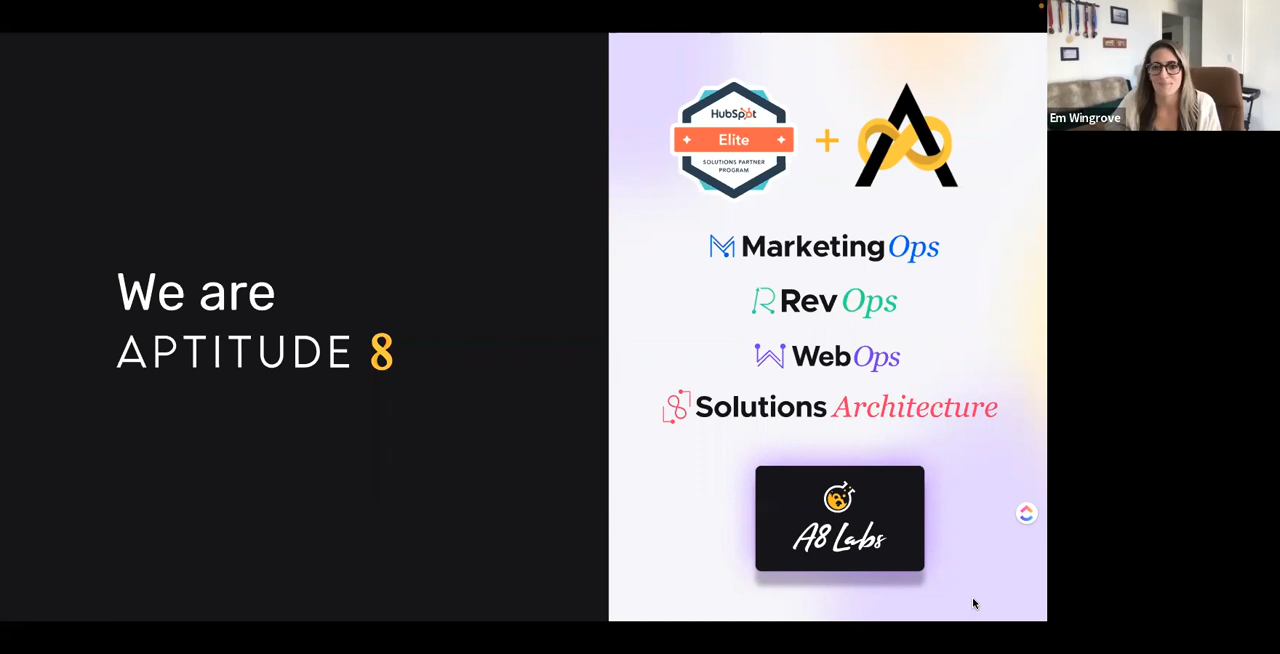 We are
APTITUDE 8
HubSpot
Elite
SOLUTIONS PARTNER
PROGRAM
MarketingOps
RevOps
WebOps
Solutions Architecture
A8 Labs
Em Wingrove